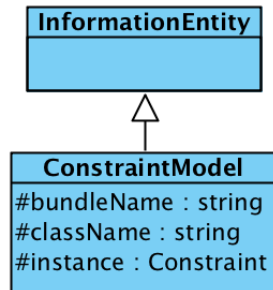 InformationEntity
ConstraintModel
#bundleName : string
#className : string
#instance : Constraint